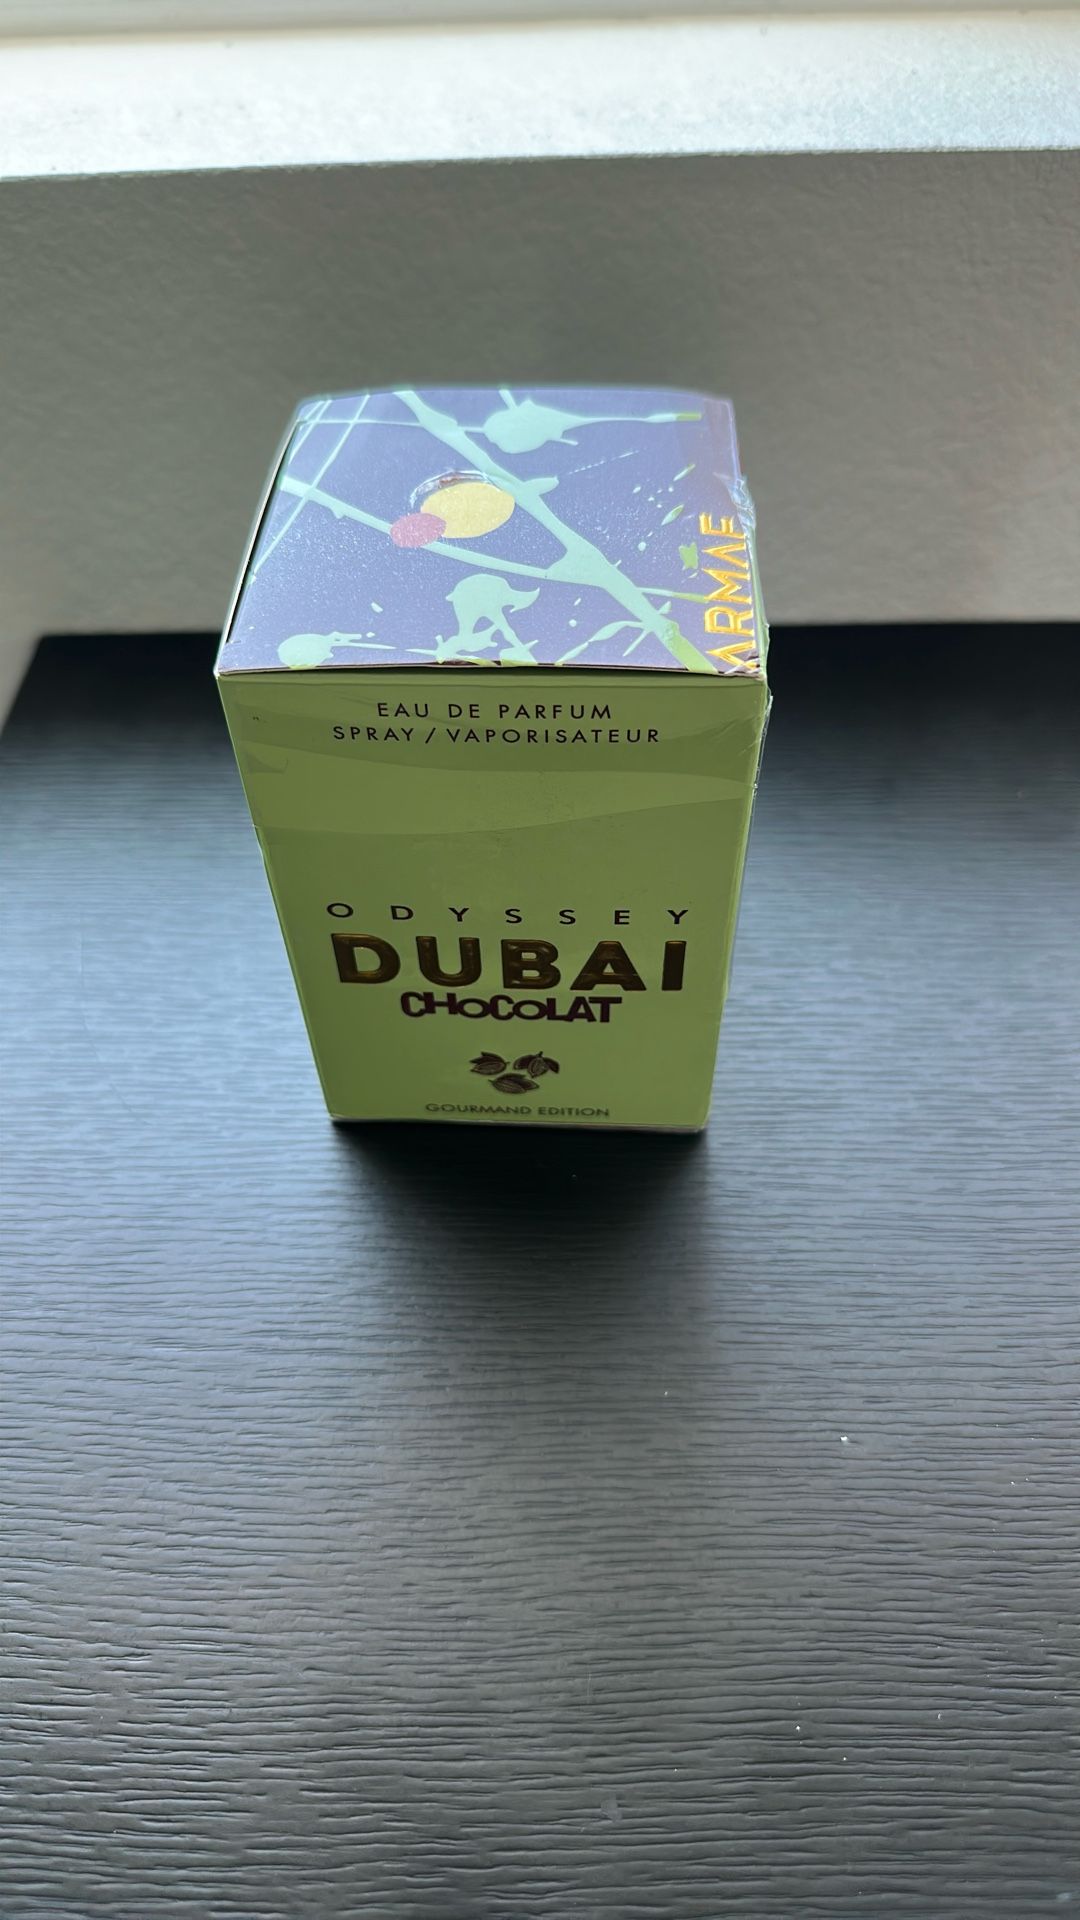 ARMAF
EAU DE PARFUM
SPRAY / VAPORISATEUR
ODYSSEY
DUBAI
CHOCOLAT
GOURMAND EDITION